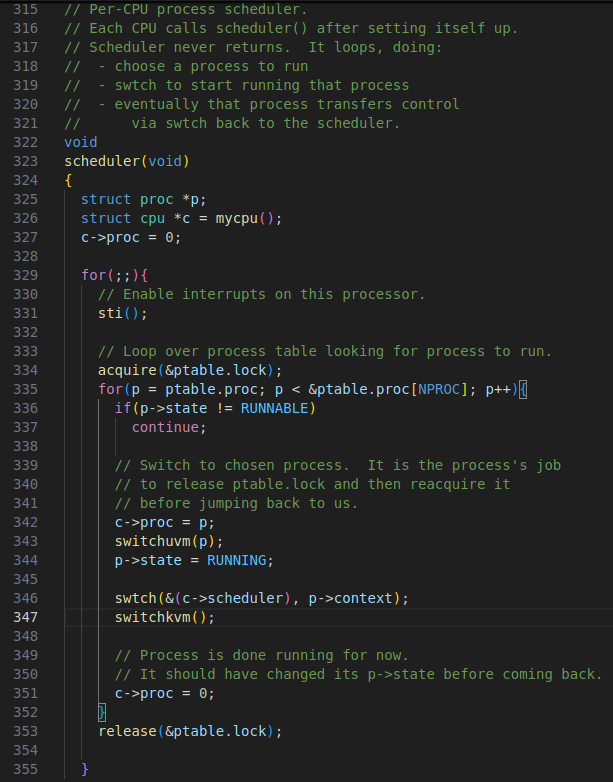 315 // Per-CPU process scheduler.
316 // Each CPU calls scheduler() after setting itself up.
317 // Scheduler never returns.  It loops, doing:
318 //  - choose a process to run
319 //  - swtch to start running that process
320 //  - eventually that process transfers control
321 //      via swtch back to the scheduler.
322 void
323 scheduler(void)
324 {
325   struct proc *p;
326   struct cpu *c = mycpu();
327   c->proc = 0;
328
329   for(;;){
330     // Enable interrupts on this processor.
331     sti();
332
333     // Loop over process table looking for process to run.
334     acquire(&ptable.lock);
335     for(p = ptable.proc; p < &ptable.proc[NPROC]; p++){
336       if(p->state != RUNNABLE)
337         continue;
338
339       // Switch to chosen process.  It is the process's job
340       // to release ptable.lock and then reacquire it
341       // before jumping back to us.
342       c->proc = p;
343       switchuvm(p);
344       p->state = RUNNING;
345
346       swtch(&(c->scheduler), p->context);
347       switchkvm();
348
349       // Process is done running for now.
350       // It should have changed its p->state before coming back.
351       c->proc = 0;
352     }
353     release(&ptable.lock);
354
355   }